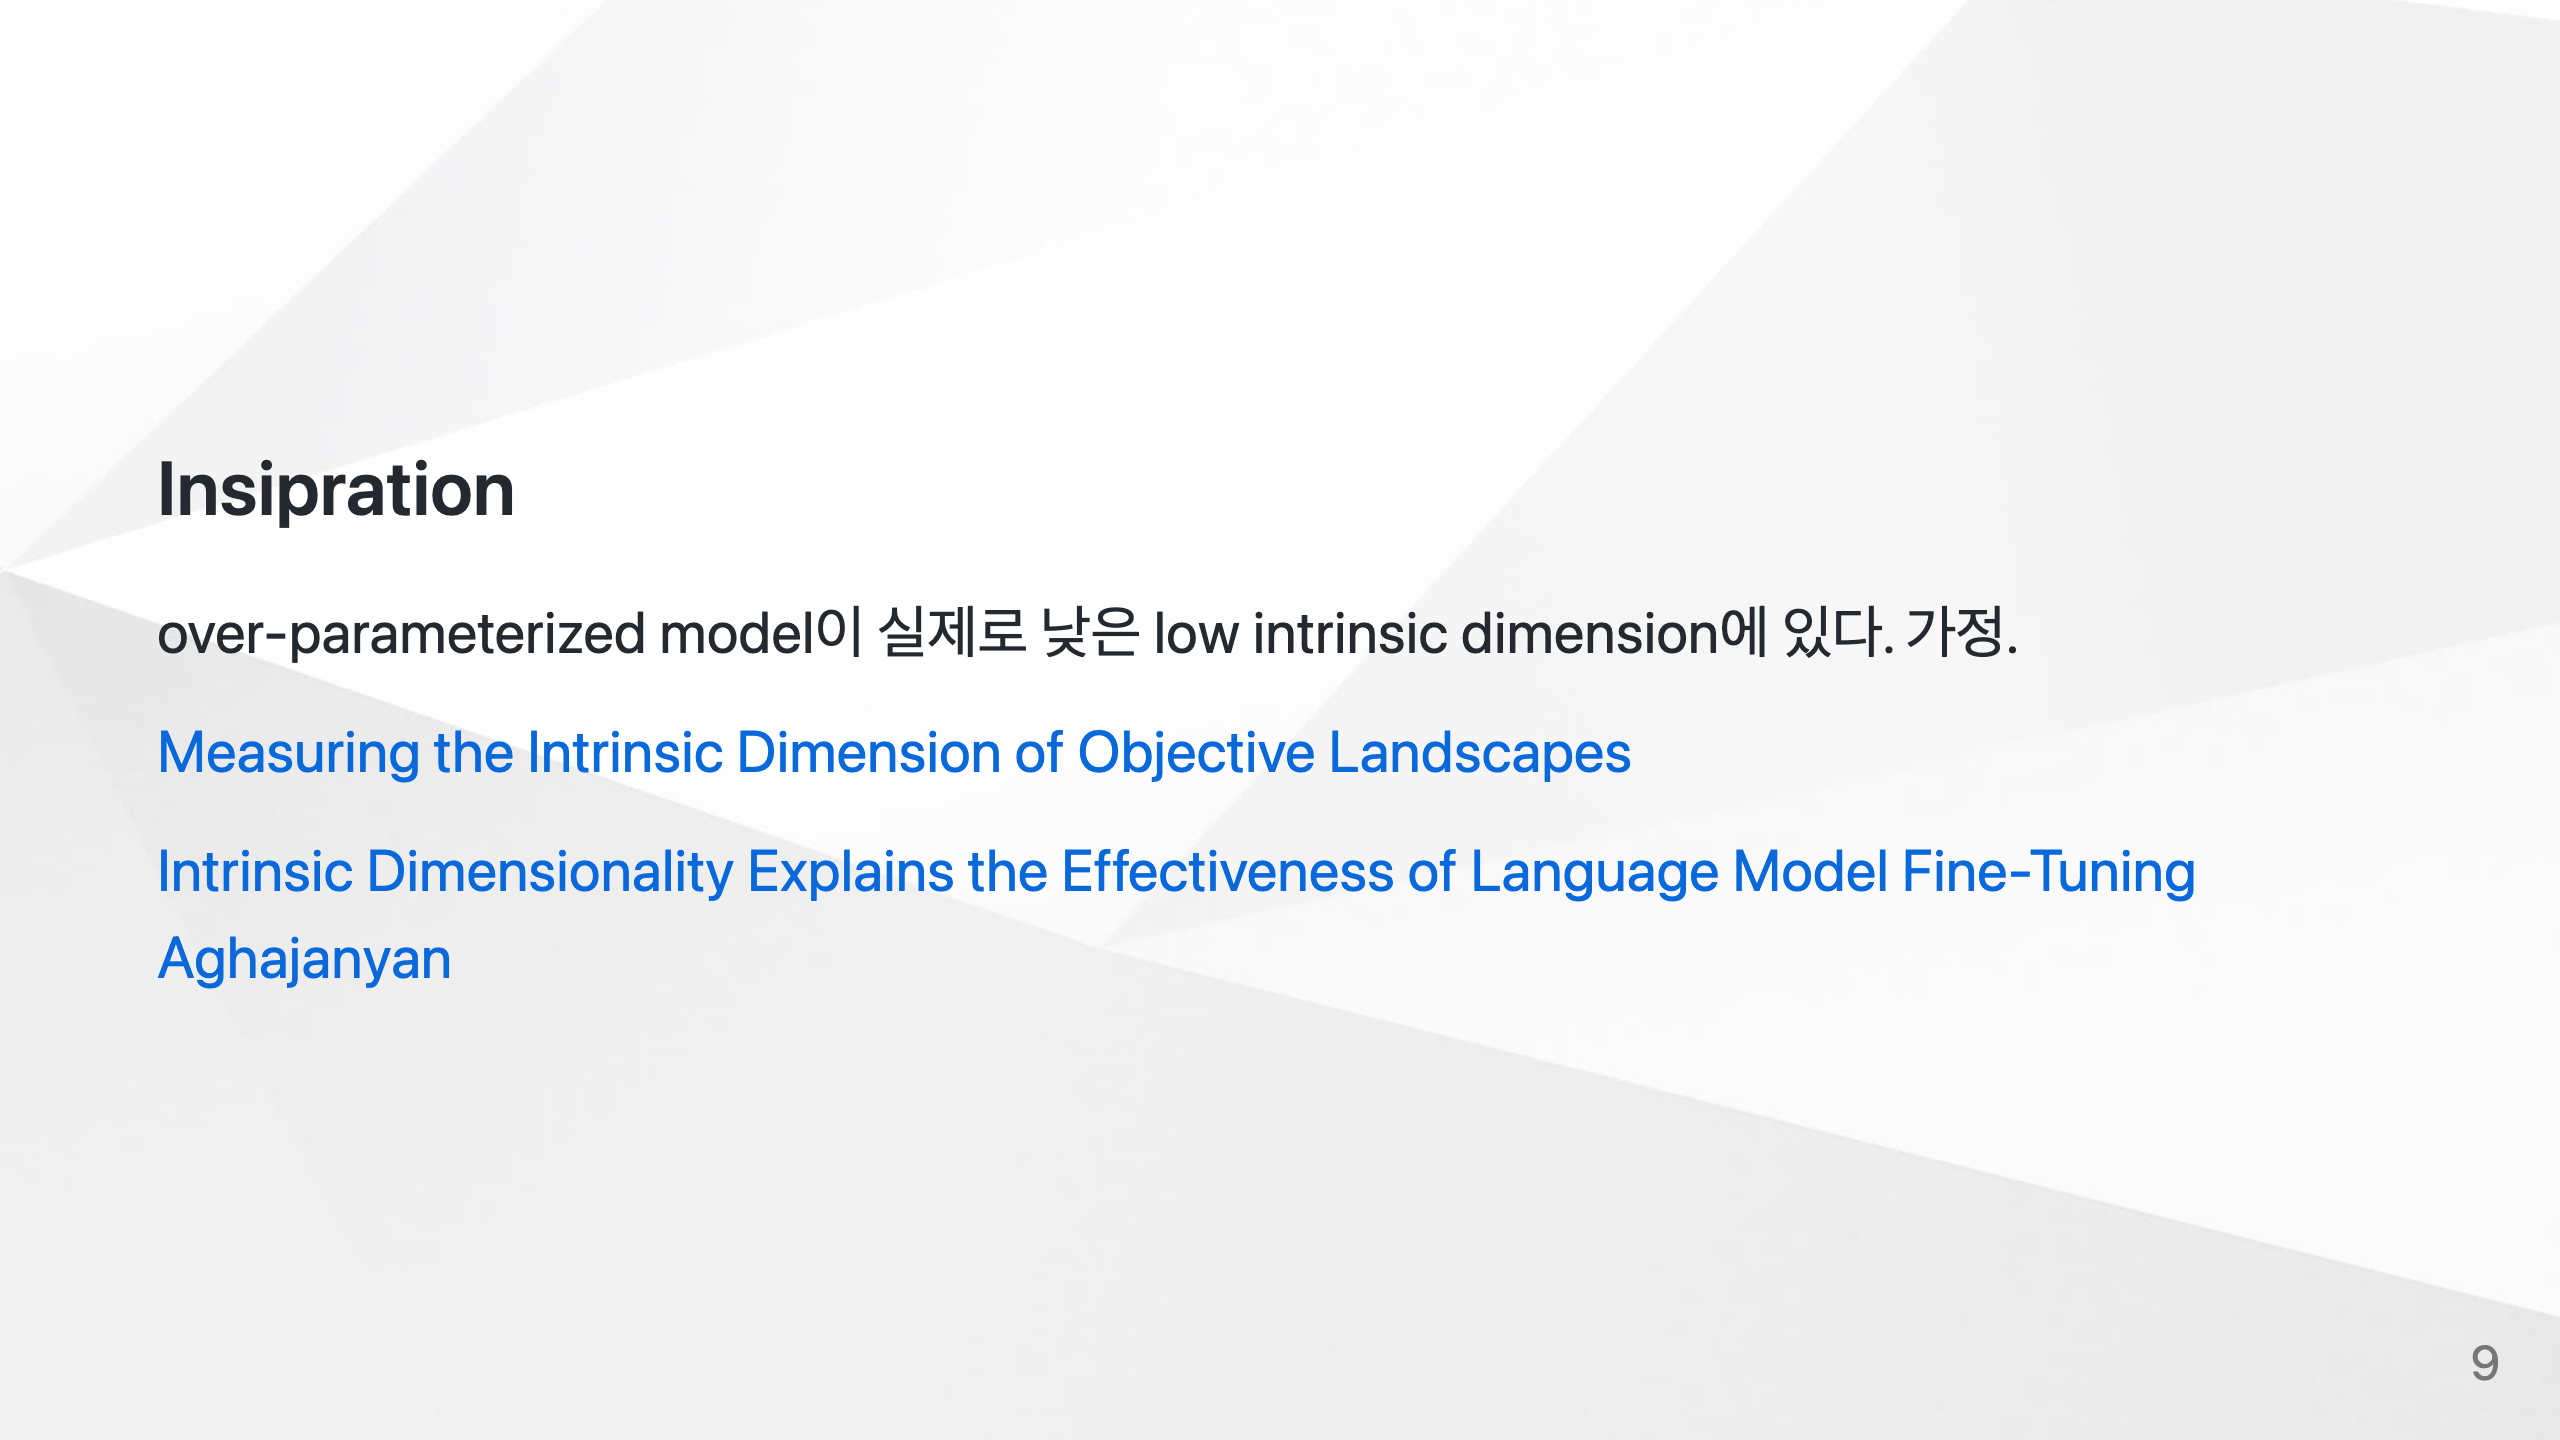 Insipration
over-parameterized model이 실제로 낮은 low intrinsic dimension에 있다. 가정.
Measuring the Intrinsic Dimension of Objective Landscapes
Intrinsic Dimensionality Explains the Effectiveness of Language Model Fine-Tuning
Aghajanyan
9